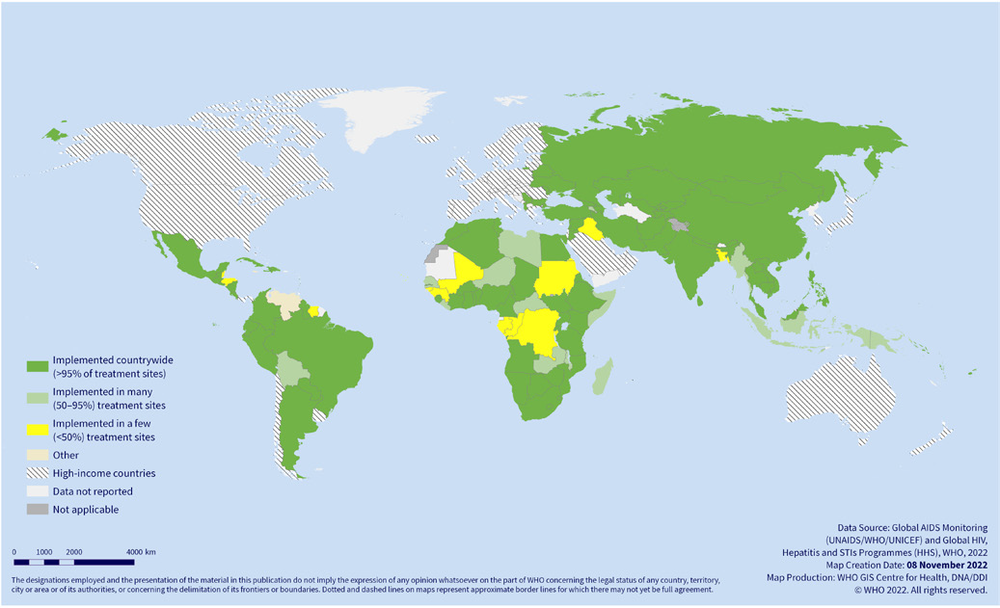 Implemented countrywide
(>95% of treatment sites)
Implemented in many
(50–95%) treatment sites
Implemented in a few
(<50%) treatment sites
Other
High-income countries
Data not reported
Not applicable
0 1000 2000 4000 km
Data Source: Global AIDS Monitoring
(UNAIDS/WHO/UNICEF) and Global HIV,
Hepatitis and STIs Programmes (HHS), WHO, 2022
Map Creation Date: 08 November 2022
Map Production: WHO GIS Centre for Health, DNA/DDI
© WHO 2022. All rights reserved.
The designations employed and the presentation of the material in this publication do not imply the expression of any opinion whatsoever on the part of WHO concerning the legal status of any country, territory,
city or area or of its authorities, or concerning the delimitation of its frontiers or boundaries. Dotted and dashed lines on maps represent approximate border lines for which there may not yet be full agreement.